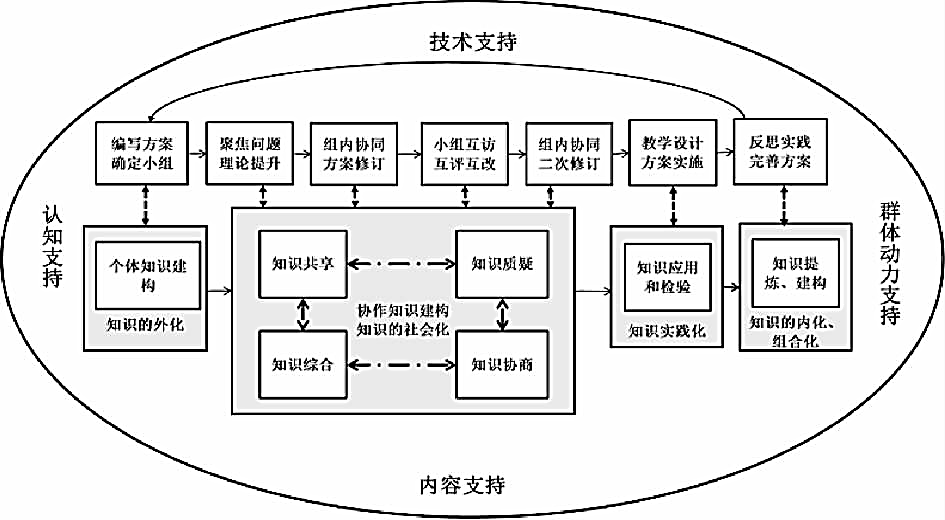 技术支持
编写方案
确定小组
聚焦问题
理论提升
组内协同
方案修订
小组互访
互评互改
组内协同
二次修订
教学设计
方案实施
反思实践
完善方案
认知支持
群体动力支持
个体知识建
构
知识的外化
知识共享
知识质疑
协作知识建构
知识的社会化
知识综合
知识协商
知识应用
和检验
知识实践化
知识提
炼、建构
知识的内化、
组合化
内容支持